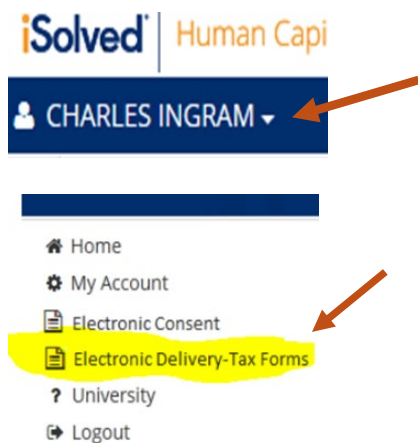 iSolved Human Capi
CHARLES INGRAM
Home
My Account
Electronic Consent
Electronic Delivery-Tax Forms
? University
Logout